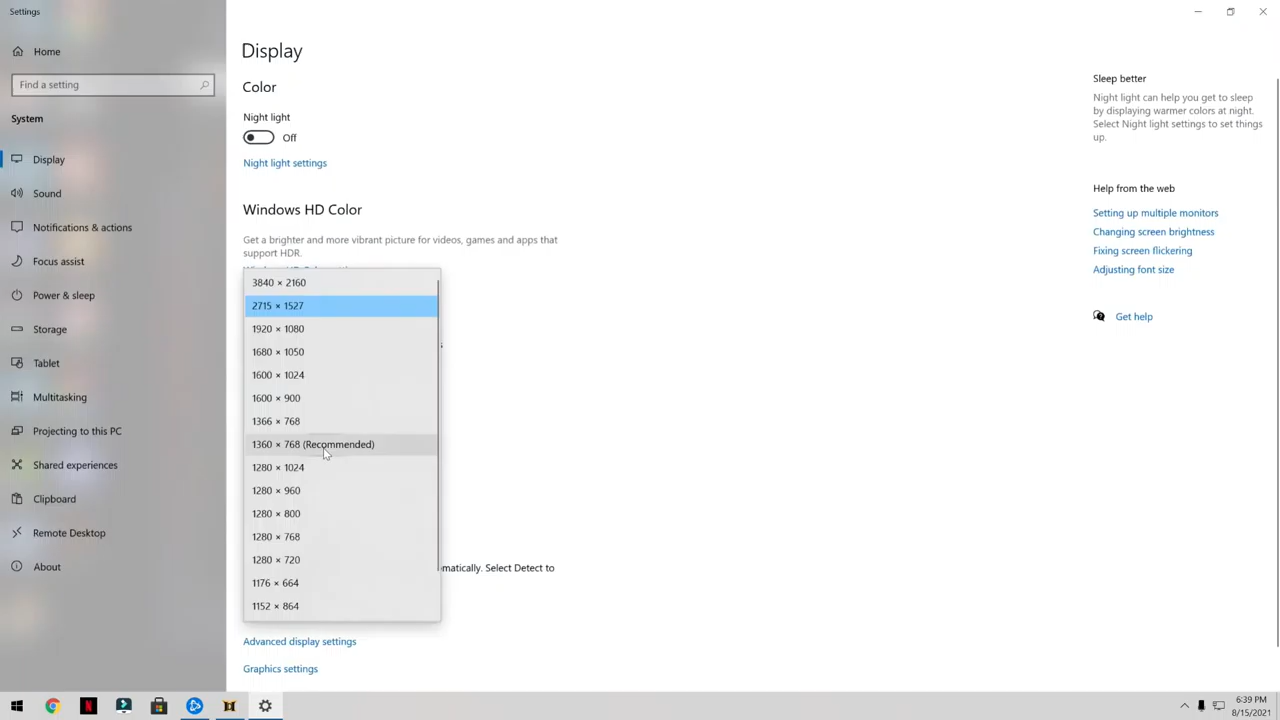 Settings
Home
Find a setting
System
Display
Sound
Notifications & actions
Focus assist
Power & sleep
Storage
Tablet
Multitasking
Projecting to this PC
Shared experiences
Clipboard
Remote Desktop
About
Display
Color
Night light
Off
Night light settings
Windows HD Color
Get a brighter and more vibrant picture for videos, games and apps that
support HDR.
3840 × 2160
2715 × 1527
1920 × 1080
1680 × 1050
1600 × 1024
1600 × 900
1366 × 768
1360 × 768 (Recommended)
1280 × 1024
1280 × 960
1280 × 800
1280 × 768
1280 × 720
1176 × 664
1152 × 864
s
omatically. Select Detect to
Advanced display settings
Graphics settings
Sleep better
Night light can help you get to sleep
by displaying warmer colors at night.
Select Night light settings to set things
up.
Help from the web
Setting up multiple monitors
Changing screen brightness
Fixing screen flickering
Adjusting font size
Get help
6:39 PM
8/15/2021